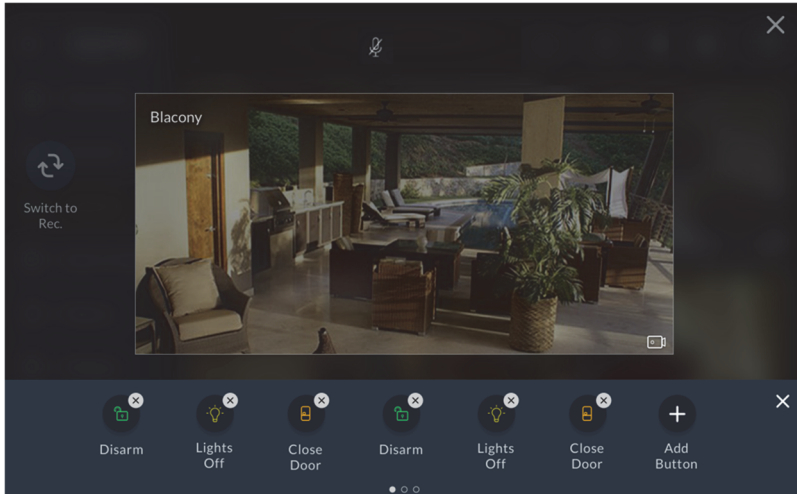 Blacony
Switch to
Rec.
Disarm
Lights
Off
Close
Door
Disarm
Lights
Off
Close
Door
Add
Button